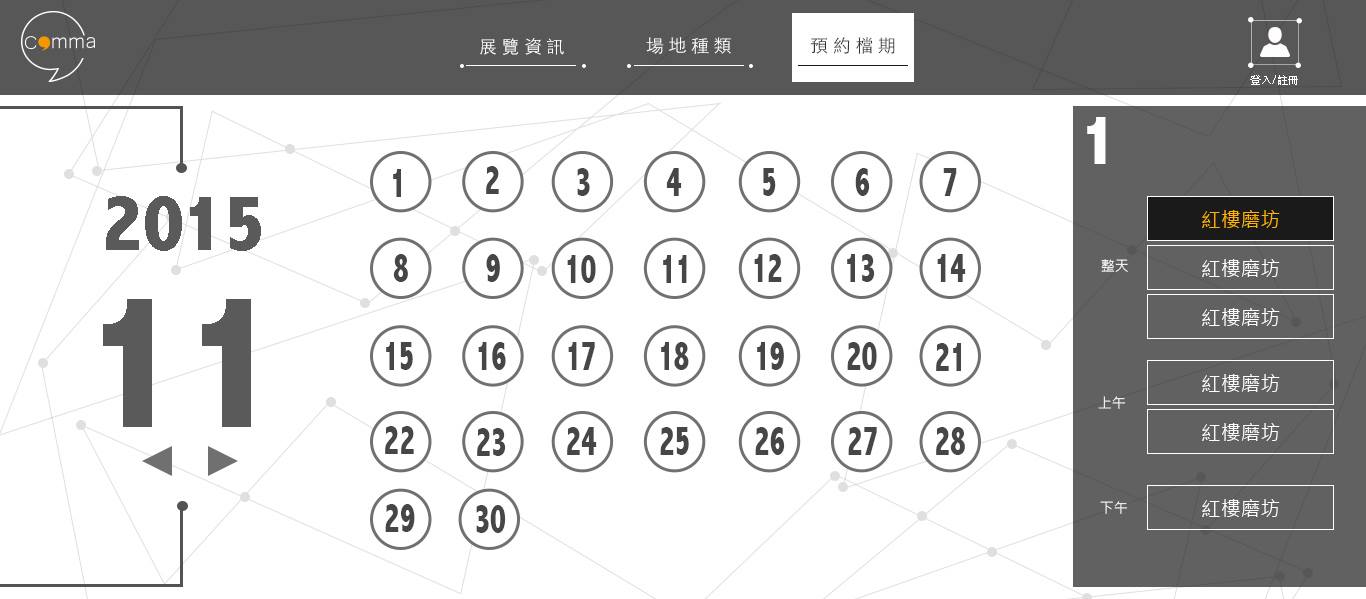 comma
展覽資訊
場地種類
預約檔期
登入/註冊
2015
11
1 2 3 4 5 6 7
8 9 10 11 12 13 14
15 16 17 18 19 20 21
22 23 24 25 26 27 28
29 30
1
整天
紅樓磨坊
紅樓磨坊
紅樓磨坊
上午
紅樓磨坊
紅樓磨坊
下午
紅樓磨坊